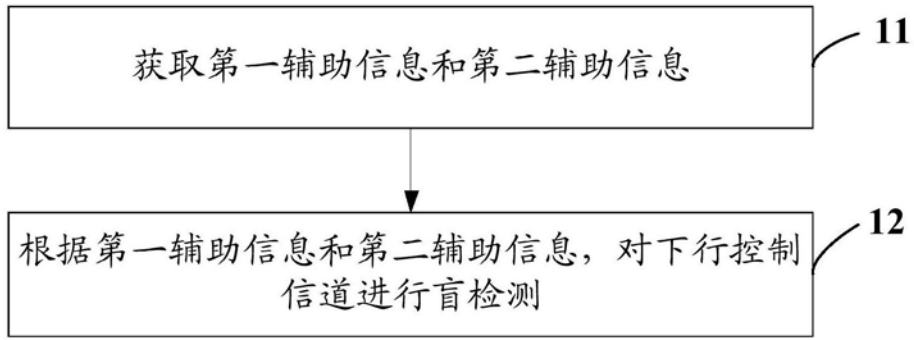 获取第一辅助信息和第二辅助信息
11
根据第一辅助信息和第二辅助信息，对下行控制
信道进行盲检测
12